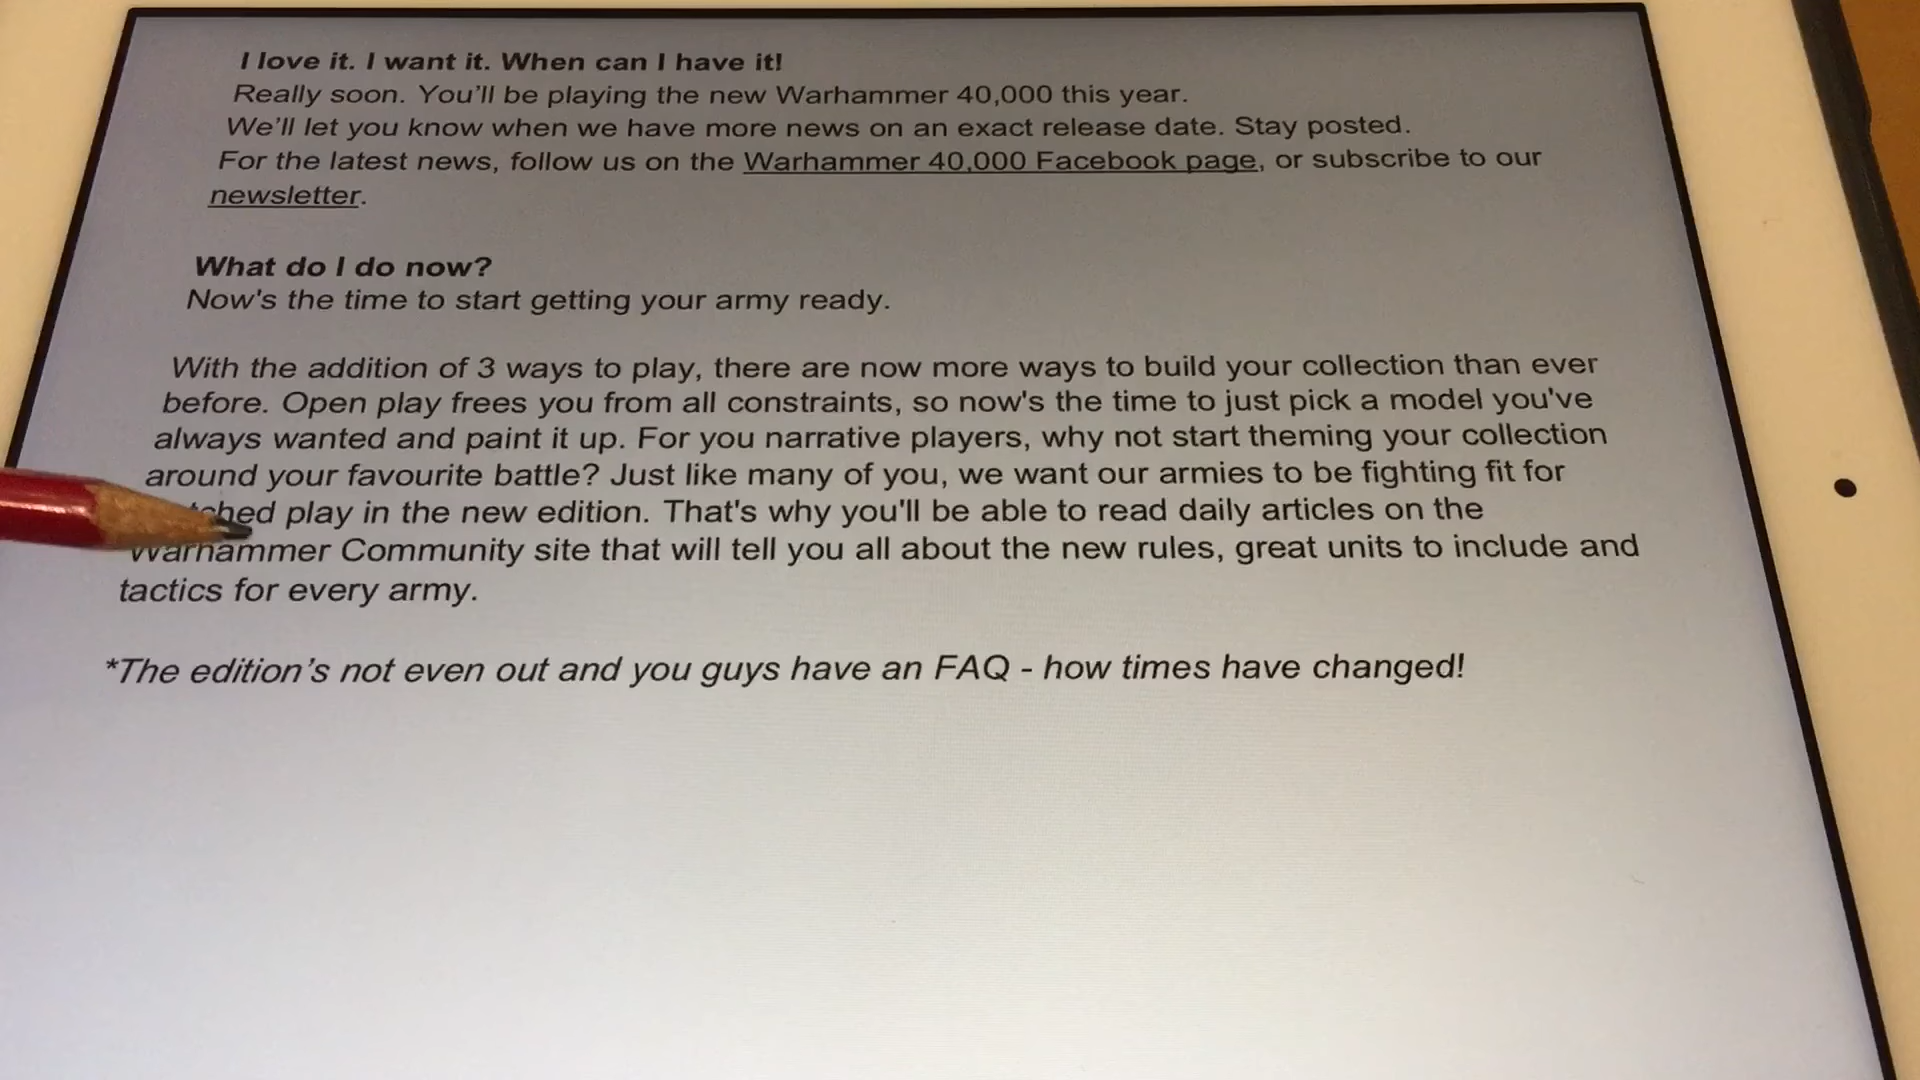 I love it. I want it. When can I have it!
Really soon. You'll be playing the new Warhammer 40,000 this year.
We'll let you know when we have more news on an exact release date. Stay posted.
For the latest news, follow us on the Warhammer 40,000 Facebook page, or subscribe to our
newsletter.
What do I do now?
Now's the time to start getting your army ready.
With the addition of 3 ways to play, there are now more ways to build your collection than ever
before. Open play frees you from all constraints, so now's the time to just pick a model you've
always wanted and paint it up. For you narrative players, why not start theming your collection
around your favourite battle? Just like many of you, we want our armies to be fighting fit for
play in the new edition. That's why you'll be able to read daily articles on the
Warhammer Community site that will tell you all about the new rules, great units to include and
tactics for every army.
*The edition's not even out and you guys have an FAQ - how times have changed!